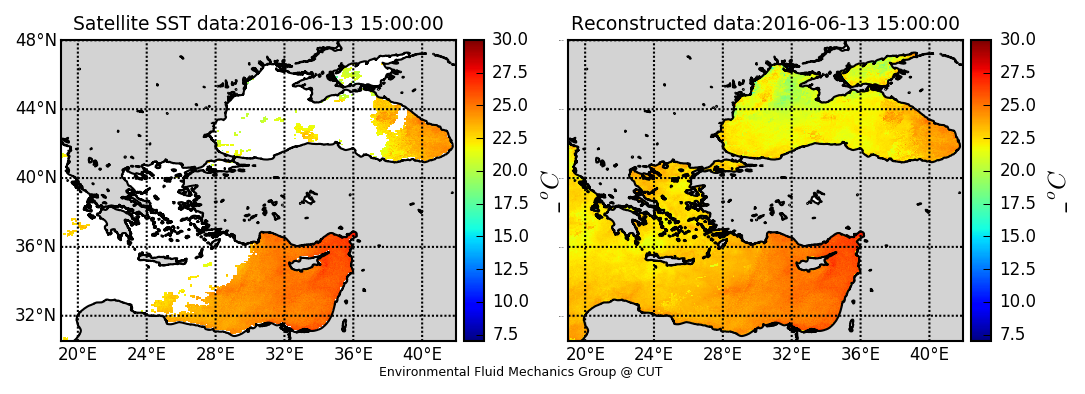 Satellite SST data:2016-06-13 15:00:00
48°N
44°N
40°N
36°N
32°N
20°E 24°E 28°E 32°E 36°E 40°E
30.0
27.5
25.0
22.5
20.0
17.5
15.0
12.5
10.0
7.5
_°C
Reconstructed data:2016-06-13 15:00:00
20°E 24°E 28°E 32°E 36°E 40°E
30.0
27.5
25.0
22.5
20.0
17.5
15.0
12.5
10.0
7.5
_°C
Environmental Fluid Mechanics Group @ CUT